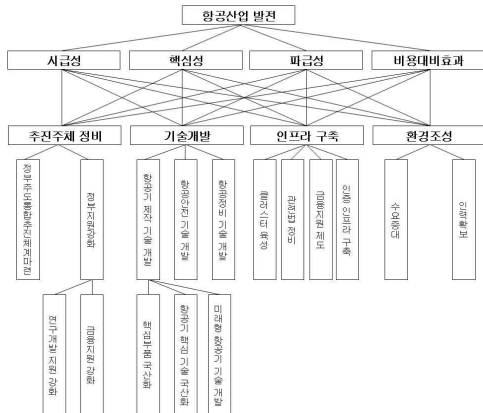 항공산업 발전
시급성
핵심성
파급성
비용대비효과
추진주체 정비
기술개발
인프라 구축
환경조성
정부주도통합추진체계마련
정부지원강화
항공기 제작 기술 개발
항공안전 기술 개발
항공정비 기술 개발
클러스터 육성
관련법 정비
금융지원 제도
인증 인프라 구축
수요증대
인력확보
연구개발 지원 강화
금융지원 강화
핵심부품 국산화
항공기 핵심 기술 국산화
미래형 항공기 기술 개발